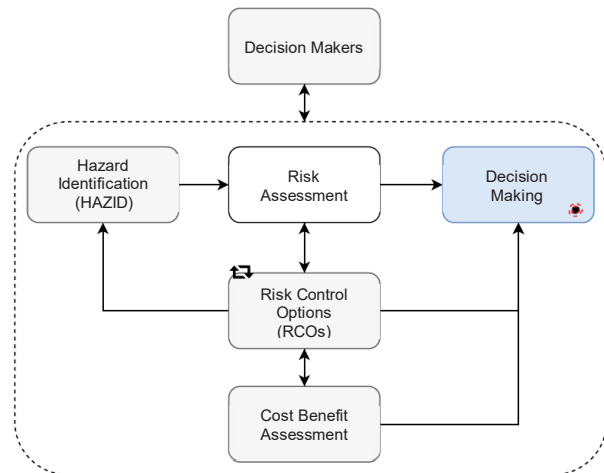 Decision Makers
Hazard
Identification
(HAZID)
Risk
Assessment
Decision
Making
Risk Control
Options
(RCOs)
Cost Benefit
Assessment